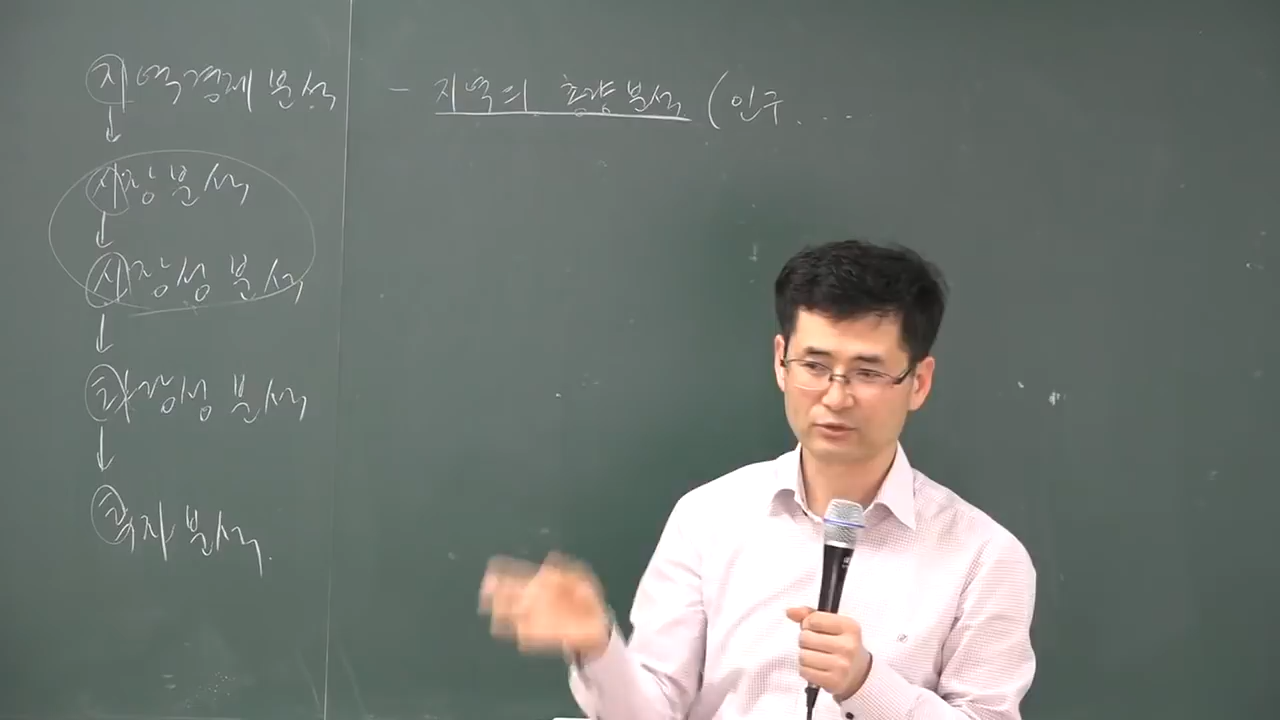 지역경제 분석 - 지역의 총량분석 (인구 . . . .
↓
시장분석
↓
시장성 분석
↓
타당성 분석
↓
투자 분석.